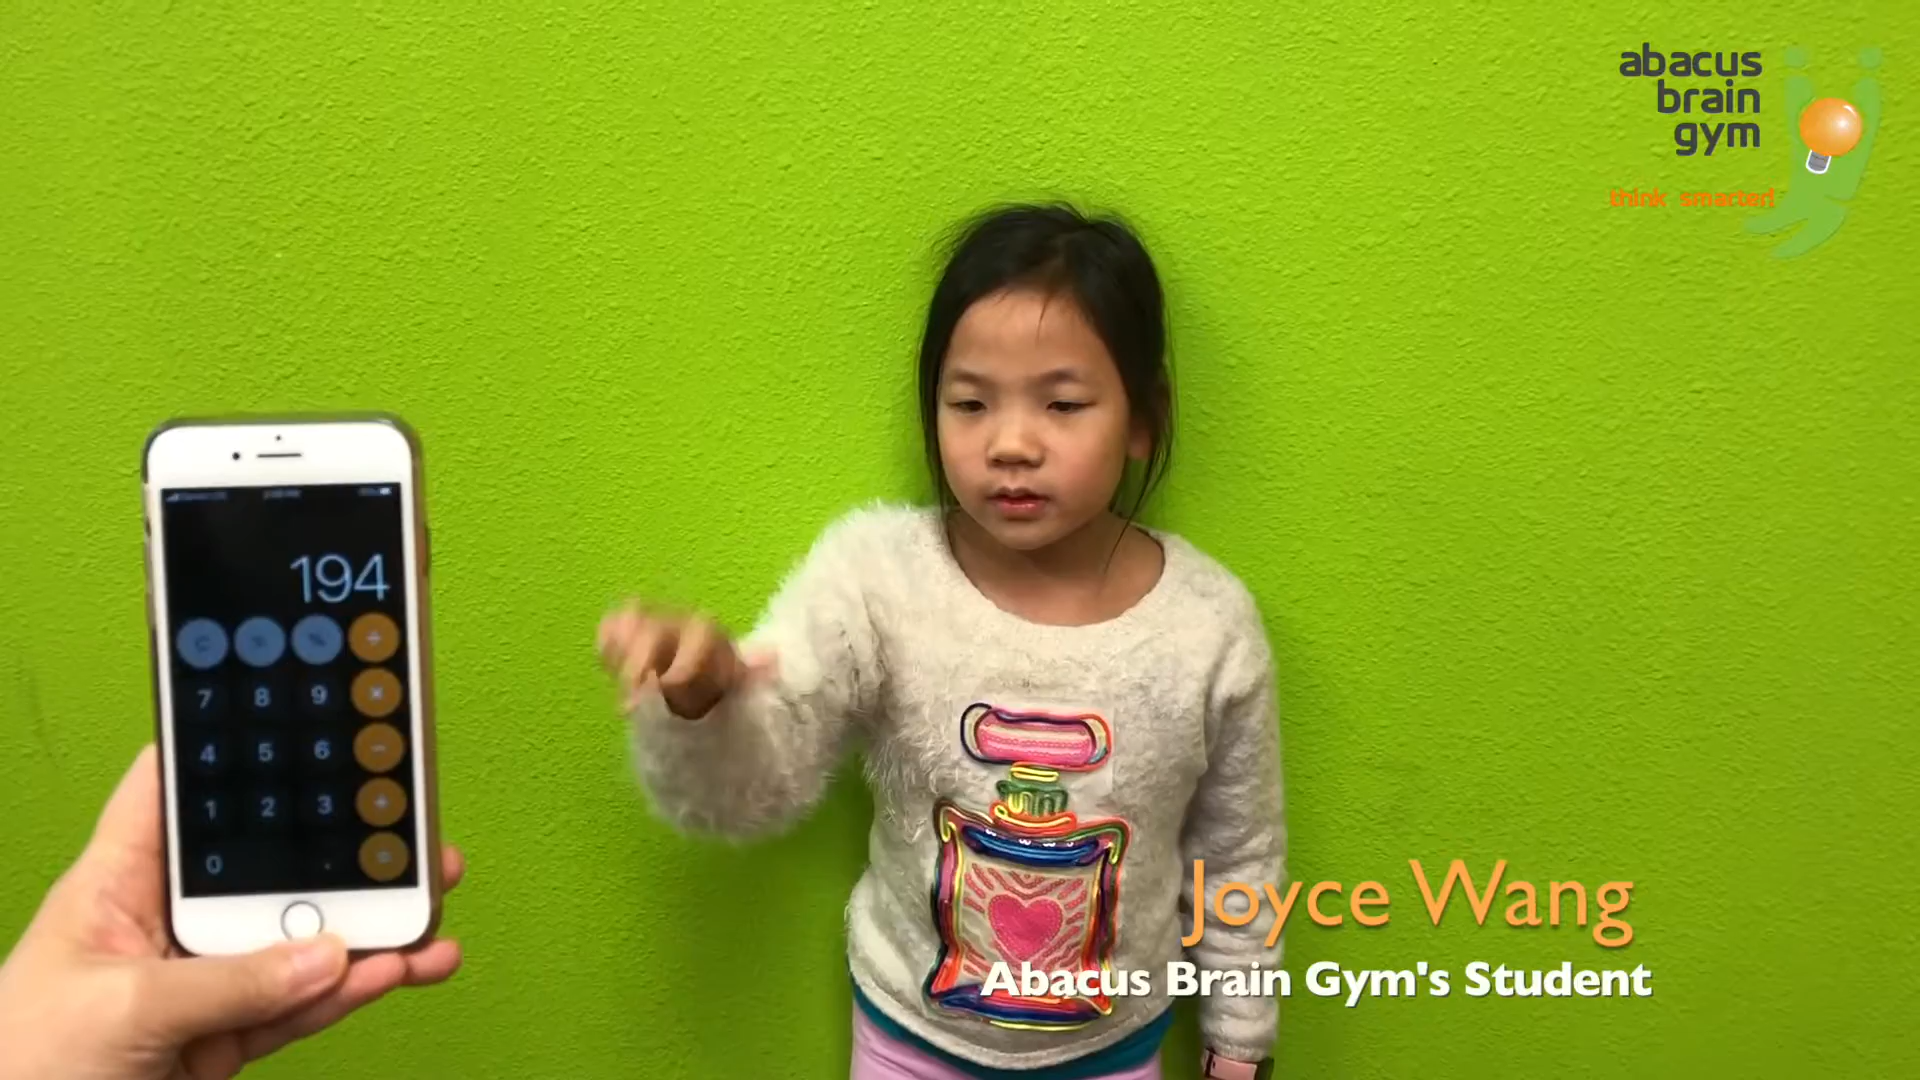 abacus
brain
gym
think smarter!
194
7 8 9 ×
4 5 6 −
1 2 3 +
0 . =
Joyce Wang
Abacus Brain Gym's Student